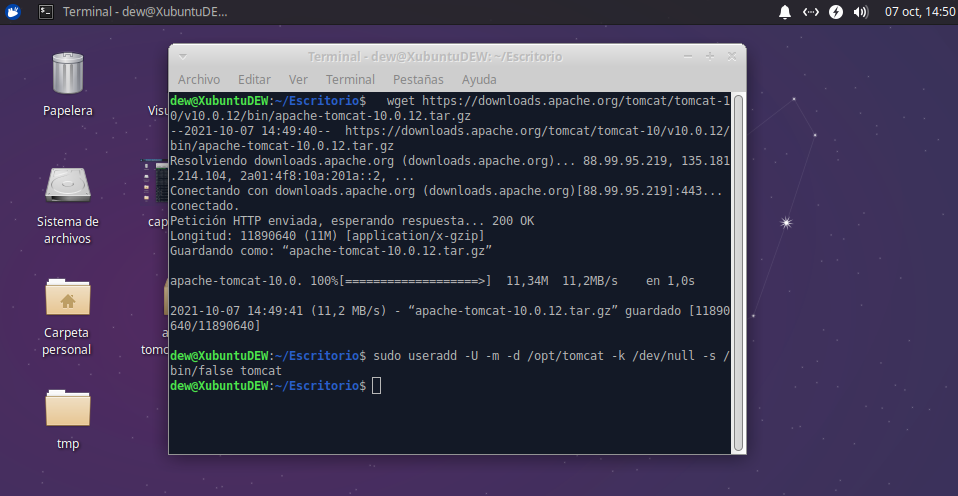 Terminal - dew@XubuntuDE...
07 oct, 14:50
Papelera
Visu
Sistema de
archivos
cap
Carpeta
personal
a
tomc
tmp
Terminal - dew@XubuntuDEW: ~/Escritorio
Archivo Editar Ver Terminal Pestañas Ayuda
dew@XubuntuDEW:~/Escritorio$ wget https://downloads.apache.org/tomcat/tomcat-1
0/v10.0.12/bin/apache-tomcat-10.0.12.tar.gz
--2021-10-07 14:49:40-- https://downloads.apache.org/tomcat/tomcat-10/v10.0.12/
bin/apache-tomcat-10.0.12.tar.gz
Resolviendo downloads.apache.org (downloads.apache.org)... 88.99.95.219, 135.181
.214.104, 2a01:4f8:10a:201a::2, ...
Conectando con downloads.apache.org (downloads.apache.org)[88.99.95.219]:443...
conectado.
Petición HTTP enviada, esperando respuesta... 200 OK
Longitud: 11890640 (11M) [application/x-gzip]
Guardando como: “apache-tomcat-10.0.12.tar.gz”
apache-tomcat-10.0. 100%[===================>] 11,34M 11,2MB/s en 1,0s
2021-10-07 14:49:41 (11,2 MB/s) - “apache-tomcat-10.0.12.tar.gz” guardado [11890
640/11890640]
dew@XubuntuDEW:~/Escritorio$ sudo useradd -U -m -d /opt/tomcat -k /dev/null -s /
bin/false tomcat
dew@XubuntuDEW:~/Escritorio$